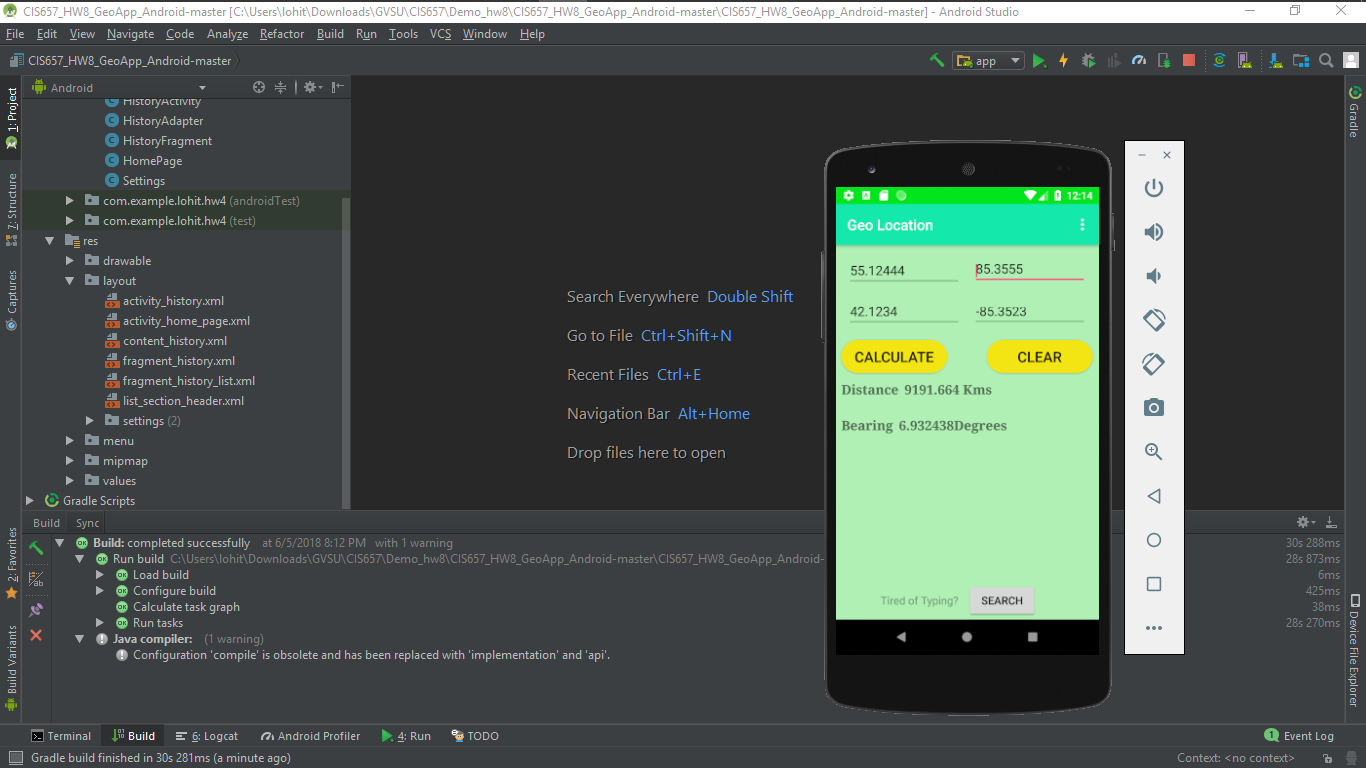 CIS657_HW8_GeoApp_Android-master [C:\Users\lohit\Downloads\GVSU\CIS657\Demo_hw8\CIS657_HW8_GeoApp_Android-master\CIS657_HW8_GeoApp_Android-master] - Android Studio
File Edit View Navigate Code Analyze Refactor Build Run Tools VCS Window Help
CIS657_HW8_GeoApp_Android-master
app
Android
1: Project
7: Structure
Captures
2: Favorites
Build Variants
HistoryActivity
HistoryAdapter
HistoryFragment
HomePage
Settings
com.example.lohit.hw4 (androidTest)
com.example.lohit.hw4 (test)
res
drawable
layout
activity_history.xml
activity_home_page.xml
content_history.xml
fragment_history.xml
fragment_history_list.xml
list_section_header.xml
settings (2)
menu
mipmap
values
Gradle Scripts
Search Everywhere Double Shift
Go to File Ctrl+Shift+N
Recent Files Ctrl+E
Navigation Bar Alt+Home
Drop files here to open
12:14
Geo Location
55.12444 85.3555
42.1234 -85.3523
CALCULATE CLEAR
Distance 9191.664 Kms
Bearing 6.932438Degrees
Tired of Typing? SEARCH
Gradle
Device File Explorer
Build Sync
Build: completed successfully at 6/5/2018 8:12 PM with 1 warning 30s 288ms
Run build C:\Users\lohit\Downloads\GVSU\CIS657\Demo_hw8\CIS657_HW8_GeoApp_Android-master\CIS657_HW8_GeoApp_Android- 28s 873ms
Load build 6ms
Configure build 425ms
Calculate task graph 38ms
Run tasks 28s 270ms
Java compiler: (1 warning)
Configuration 'compile' is obsolete and has been replaced with 'implementation' and 'api'.
Terminal Build 6: Logcat Android Profiler 4: Run TODO 1 Event Log
Gradle build finished in 30s 281ms (a minute ago) Context: <no context>